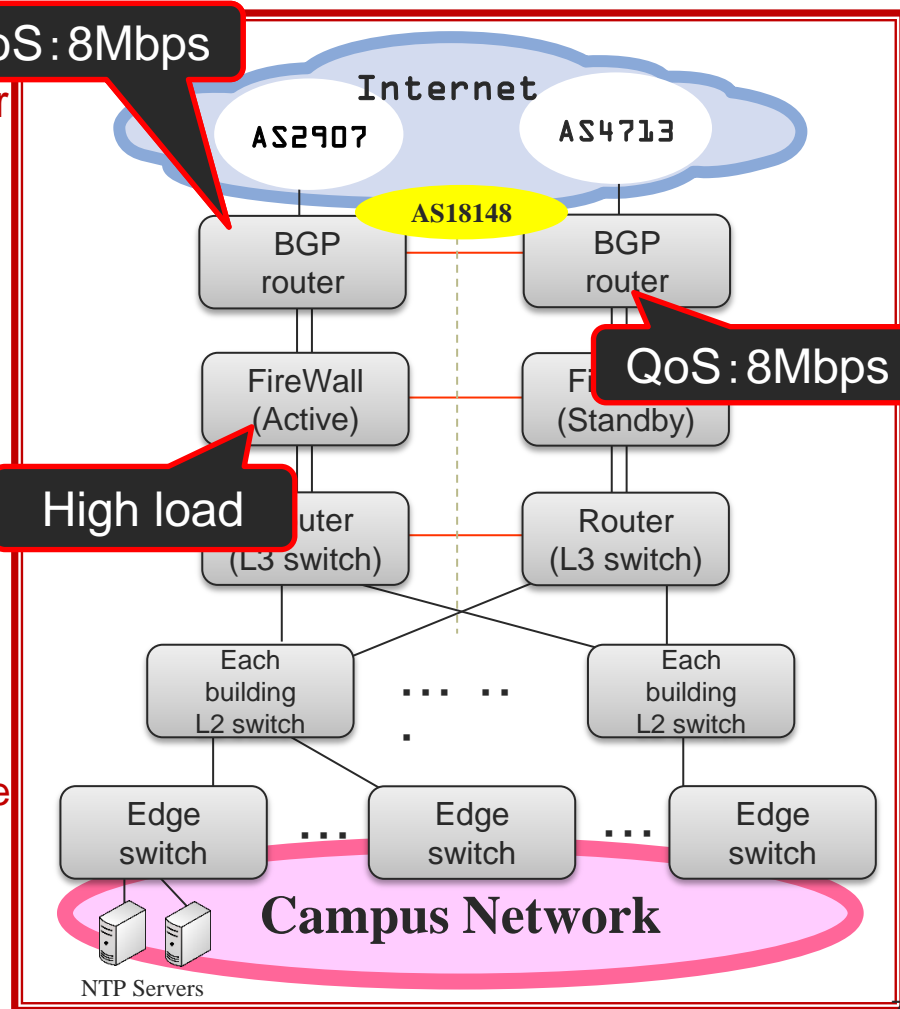 oS：8Mbps
r
Internet
AS2907
AS4713
AS18148
BGP
router
BGP
router
QoS：8Mbps
FireWall
(Active)
Fi
(Standby)
High load
uter
(L3 switch)
Router
(L3 switch)
Each
building
L2 switch
... ..
.
Each
building
L2 switch
e
Edge
switch
...
Edge
switch
...
Edge
switch
Campus Network
NTP Servers